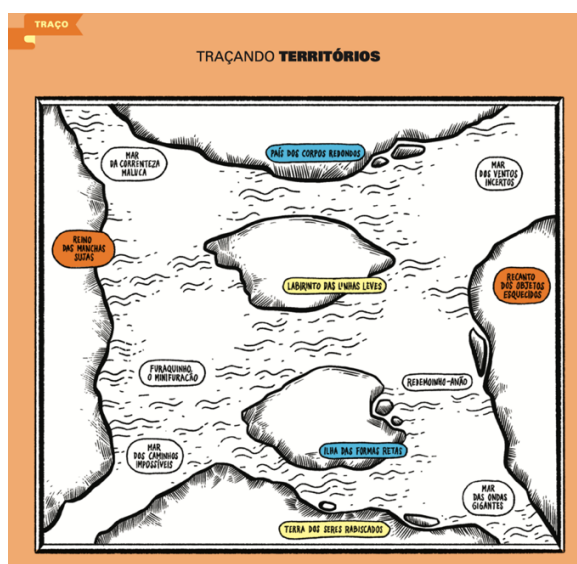 TRAÇO
TRAÇANDO TERRITÓRIOS
MAR
DA CORRENTEZA
MALUCA
PAÍS DOS CORPOS REDONDOS
MAR
DOS VENTOS
INCERTOS
REINO
DAS MANCHAS
SUJAS
LABIRINTO DAS LINHAS LEVES
RECANTO
DOS OBJETOS
ESQUECIDOS
FURAQUINHO,
O MINIFURACÃO
REDEMOINHO-ANÃO
MAR
DOS CAMINHOS
IMPOSSÍVEIS
ILHA DAS FORMAS RETAS
MAR
DAS ONDAS
GIGANTES
TERRA DOS SERES RABISCADOS